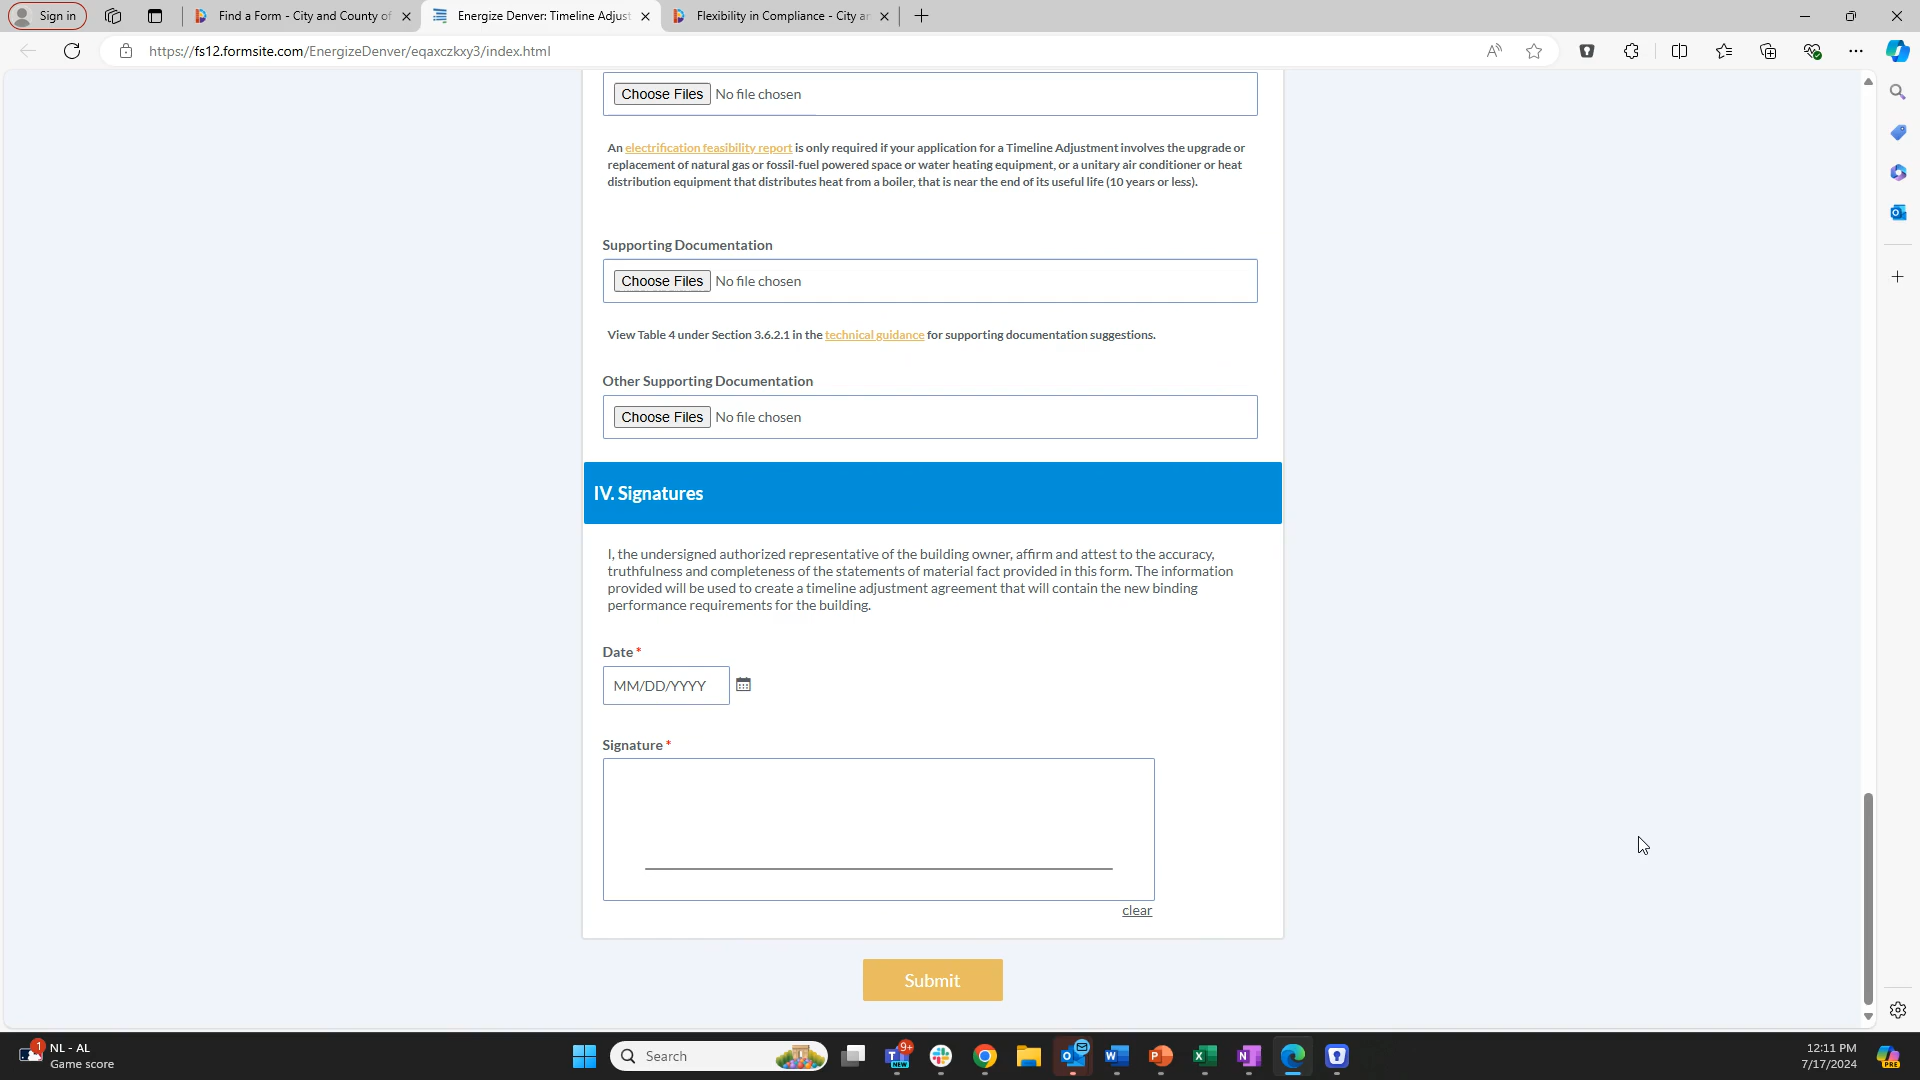 Sign in
Find a Form - City and County of
Energize Denver: Timeline Adjust
Flexibility in Compliance - City an
https://fs12.formsite.com/EnergizeDenver/eqaxczkxy3/index.html
Choose Files No file chosen
An electrification feasibility report is only required if your application for a Timeline Adjustment involves the upgrade or
replacement of natural gas or fossil-fuel powered space or water heating equipment, or a unitary air conditioner or heat
distribution equipment that distributes heat from a boiler, that is near the end of its useful life (10 years or less).
Supporting Documentation
Choose Files No file chosen
View Table 4 under Section 3.6.2.1 in the technical guidance for supporting documentation suggestions.
Other Supporting Documentation
Choose Files No file chosen
IV. Signatures
I, the undersigned authorized representative of the building owner, affirm and attest to the accuracy,
truthfulness and completeness of the statements of material fact provided in this form. The information
provided will be used to create a timeline adjustment agreement that will contain the new binding
performance requirements for the building.
Date *
MM/DD/YYYY
Signature *
clear
Submit
1
NL - AL
Game score
Search
9+
NEW
12:11 PM
7/17/2024
PRE